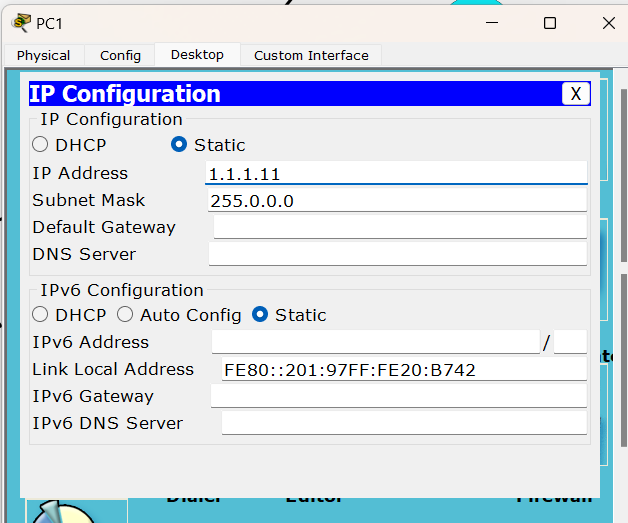 PC1
Physical Config Desktop Custom Interface
IP Configuration X
IP Configuration
DHCP Static
IP Address 1.1.1.11
Subnet Mask 255.0.0.0
Default Gateway
DNS Server
IPv6 Configuration
DHCP Auto Config Static
IPv6 Address /
Link Local Address FE80::201:97FF:FE20:B742
IPv6 Gateway
IPv6 DNS Server
Dialer Editor Firewall